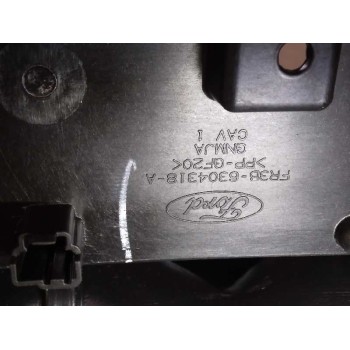 Ford
FR3B-6304318-A
>PP-GF20<
GNMJA
CAV 1